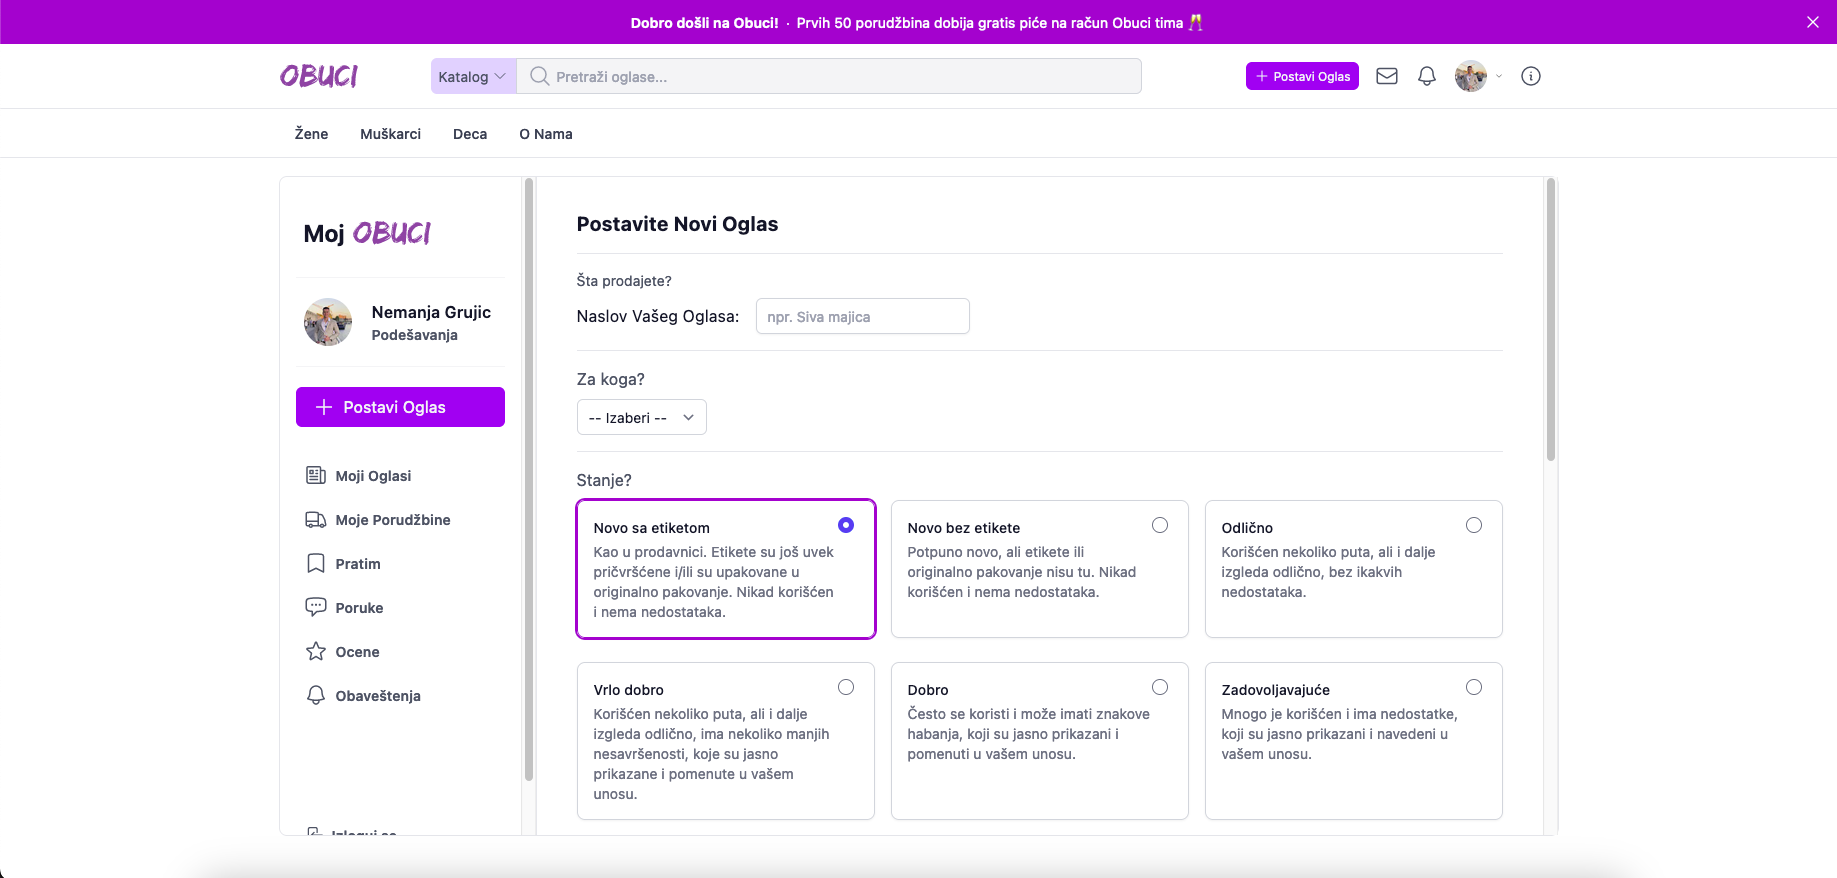 Dobro došli na Obuci! · Prvih 50 porudžbina dobija gratis piće na račun Obuci tima 🥂
OBUCI
Katalog
Pretraži oglase...
Postavi Oglas
Žene
Muškarci
Deca
O Nama
Moj OBUCI
Nemanja Grujic
Podešavanja
Postavi Oglas
Moji Oglasi
Moje Porudžbine
Pratim
Poruke
Ocene
Obaveštenja
Izloguj se
Postavite Novi Oglas
Šta prodajete?
Naslov Vašeg Oglasa:
npr. Siva majica
Za koga?
-- Izaberi --
Stanje?
Novo sa etiketom
Kao u prodavnici. Etikete su još uvek
pričvršćene i/ili su upakovane u
originalno pakovanje. Nikad korišćen
i nema nedostataka.
Novo bez etikete
Potpuno novo, ali etikete ili
originalno pakovanje nisu tu. Nikad
korišćen i nema nedostataka.
Odlično
Korišćen nekoliko puta, ali i dalje
izgleda odlično, bez ikakvih
nedostataka.
Vrlo dobro
Korišćen nekoliko puta, ali i dalje
izgleda odlično, ima nekoliko manjih
nesavršenosti, koje su jasno
prikazane i pomenute u vašem
unosu.
Dobro
Često se koristi i može imati znakove
habanja, koji su jasno prikazani i
pomenuti u vašem unosu.
Zadovoljavajuće
Mnogo je korišćen i ima nedostatke,
koji su jasno prikazani i navedeni u
vašem unosu.